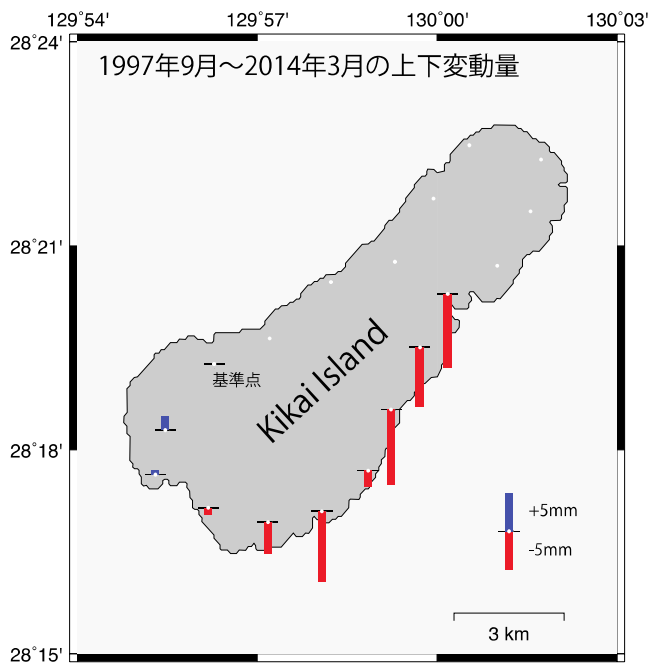 129˚54' 129˚57' 130˚00' 130˚03'
28˚24'
1997年9月～2014年3月の上下変動量
28˚21'
Kikai Island
基準点
28˚18'
+5mm
-5mm
3 km
28˚15'